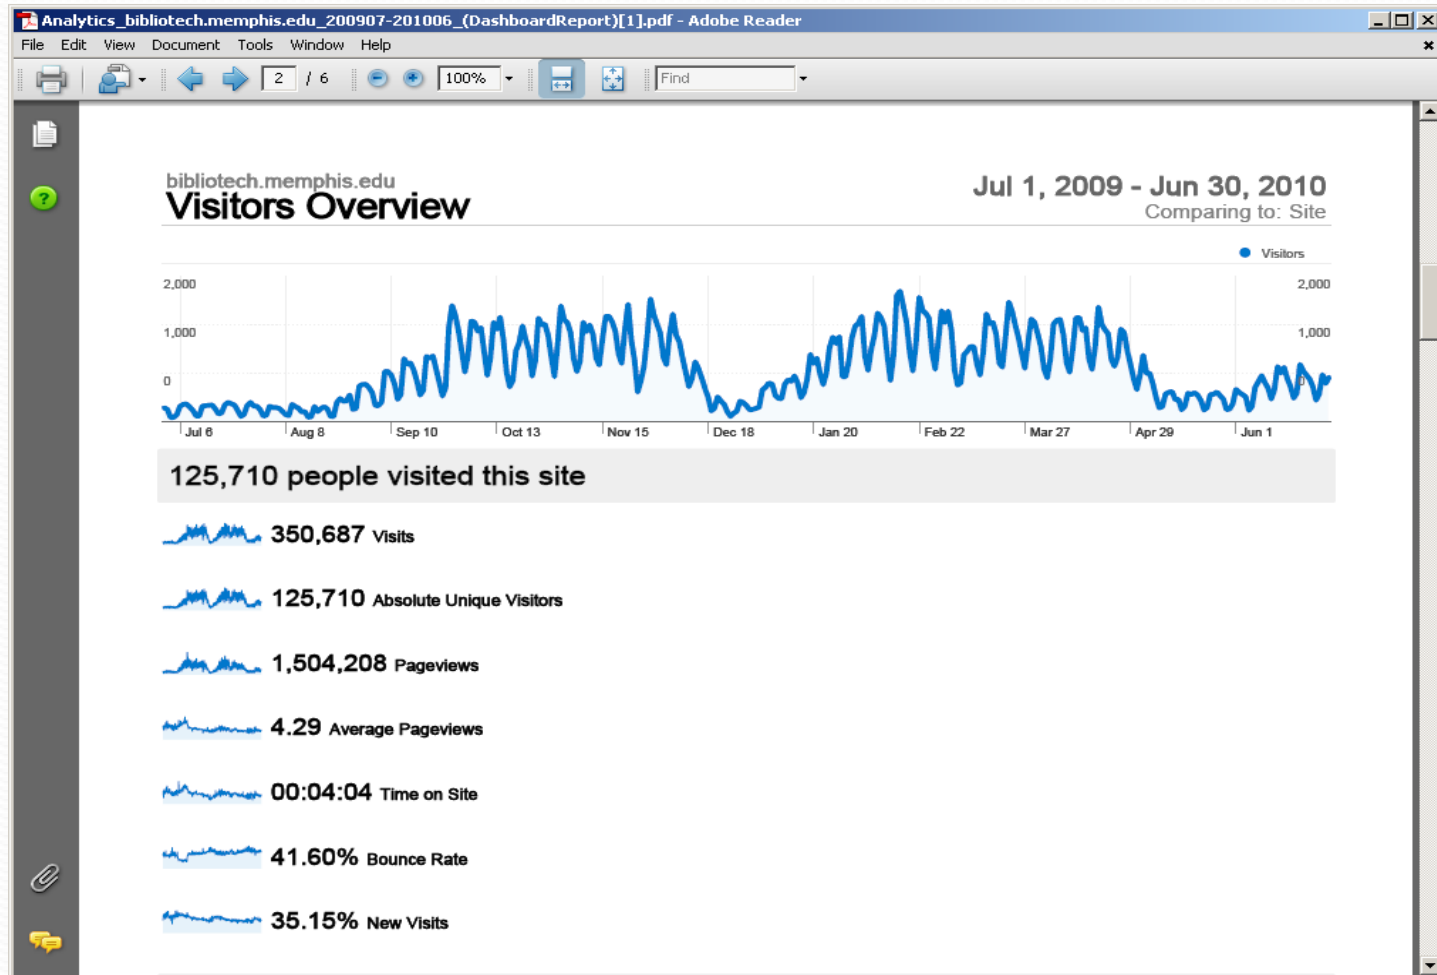 Analytics_bibliotech.memphis.edu_200907-201006_(DashboardReport)[1].pdf - Adobe Reader
File Edit View Document Tools Window Help
2 / 6 100% Find
bibliotech.memphis.edu
Visitors Overview
Jul 1, 2009 - Jun 30, 2010
Comparing to: Site
Visitors
2,000 2,000
1,000 1,000
0 0
Jul 6 Aug 8 Sep 10 Oct 13 Nov 15 Dec 18 Jan 20 Feb 22 Mar 27 Apr 29 Jun 1
125,710 people visited this site
350,687 Visits
125,710 Absolute Unique Visitors
1,504,208 Pageviews
4.29 Average Pageviews
00:04:04 Time on Site
41.60% Bounce Rate
35.15% New Visits